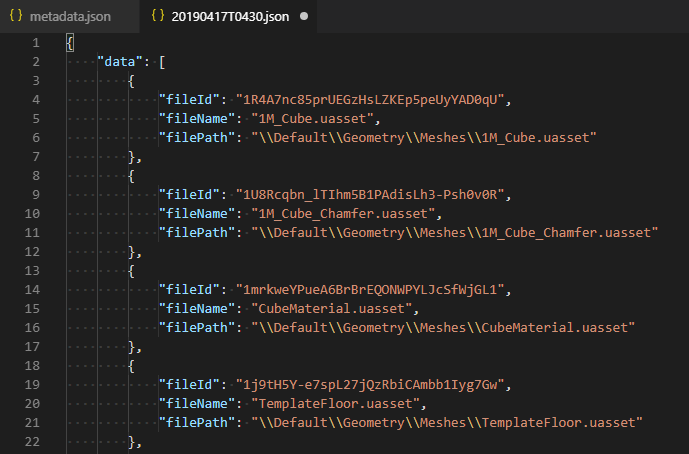 { } metadata.json
{ } 20190417T0430.json
1 {
2 "data": [
3 {
4 "fileId": "1R4A7nc85prUEGzHsLZKEp5peUyYAD0qU",
5 "fileName": "1M_Cube.uasset",
6 "filePath": "\\Default\\Geometry\\Meshes\\1M_Cube.uasset"
7 },
8 {
9 "fileId": "1U8Rcqbn_lTIhm5B1PAdisLh3-Psh0v0R",
10 "fileName": "1M_Cube_Chamfer.uasset",
11 "filePath": "\\Default\\Geometry\\Meshes\\1M_Cube_Chamfer.uasset"
12 },
13 {
14 "fileId": "1mrkweYPueA6BrBrEQONWPYLJcSfWjGL1",
15 "fileName": "CubeMaterial.uasset",
16 "filePath": "\\Default\\Geometry\\Meshes\\CubeMaterial.uasset"
17 },
18 {
19 "fileId": "1j9tH5Y-e7spL27jQzRbiCAmbb1Iyg7Gw",
20 "fileName": "TemplateFloor.uasset",
21 "filePath": "\\Default\\Geometry\\Meshes\\TemplateFloor.uasset"
22 },